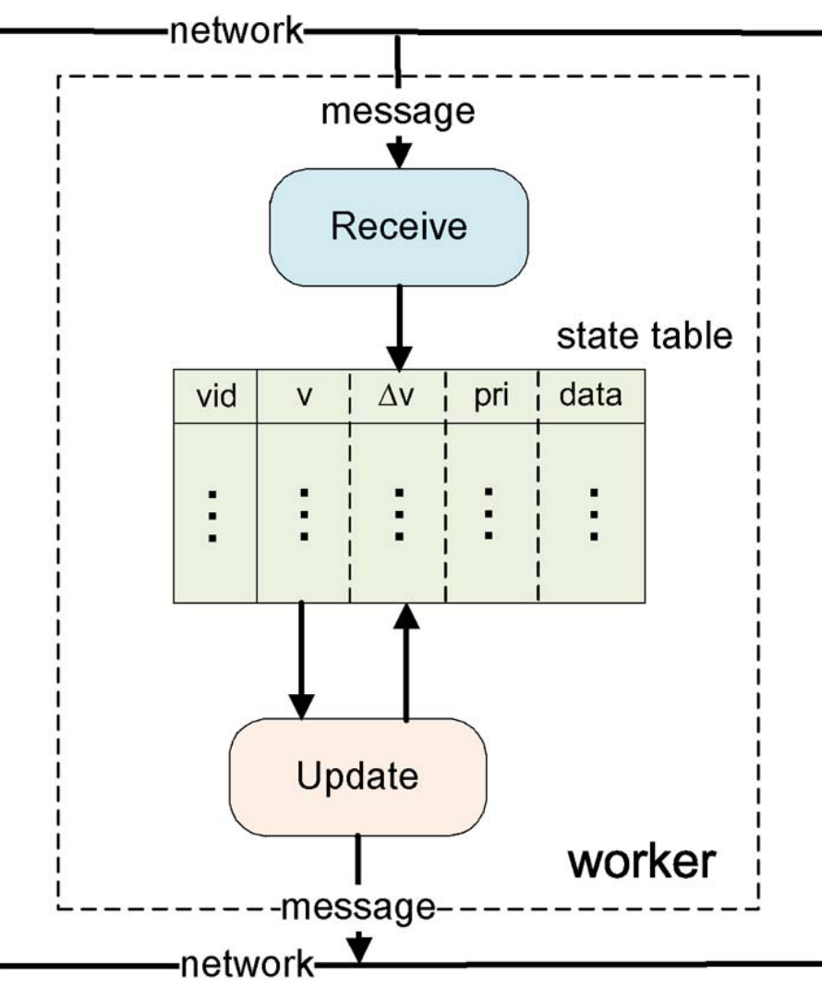 network
message
Receive
state table
vid v Δv pri data
Update
worker
message
network